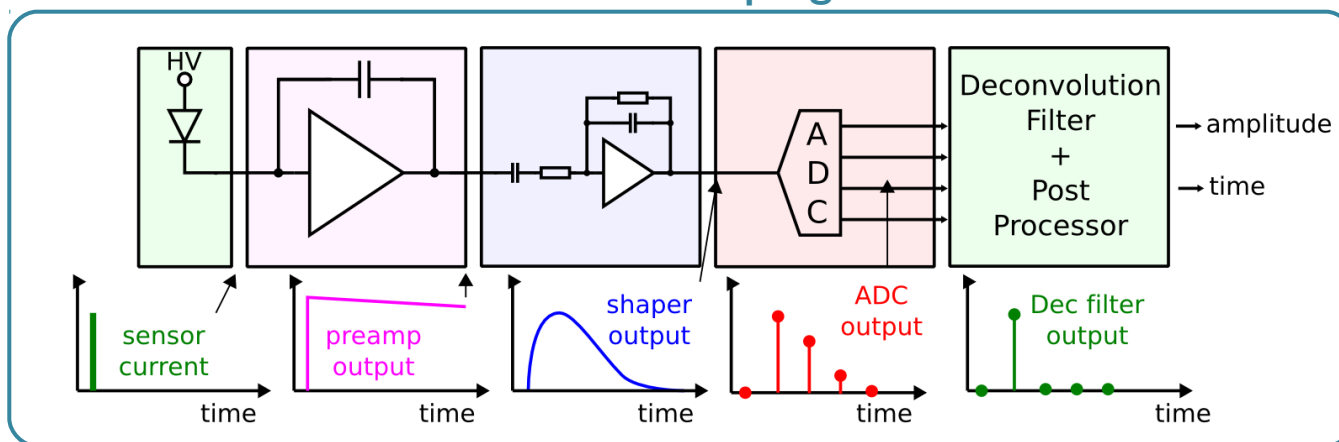 HV
A
D
C
Deconvolution
Filter
+
Post
Processor
amplitude
time
sensor
current
time
preamp
output
time
shaper
output
time
ADC
output
time
Dec filter
output
time